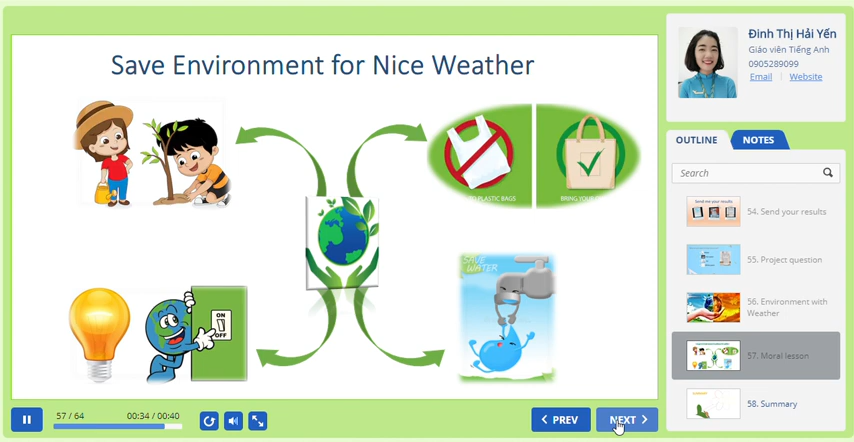 Save Environment for Nice Weather
PLASTIC BAGS
BRING YOUR
SAVE
WATER
ON
OFF
57 / 64
00:34 / 00:40
PREV
NEXT
Đinh Thị Hải Yến
Giáo viên Tiếng Anh
0905289099
Email | Website
OUTLINE
NOTES
Search
54. Send your results
55. Project question
56. Environment with
Weather
57. Moral lesson
58. Summary